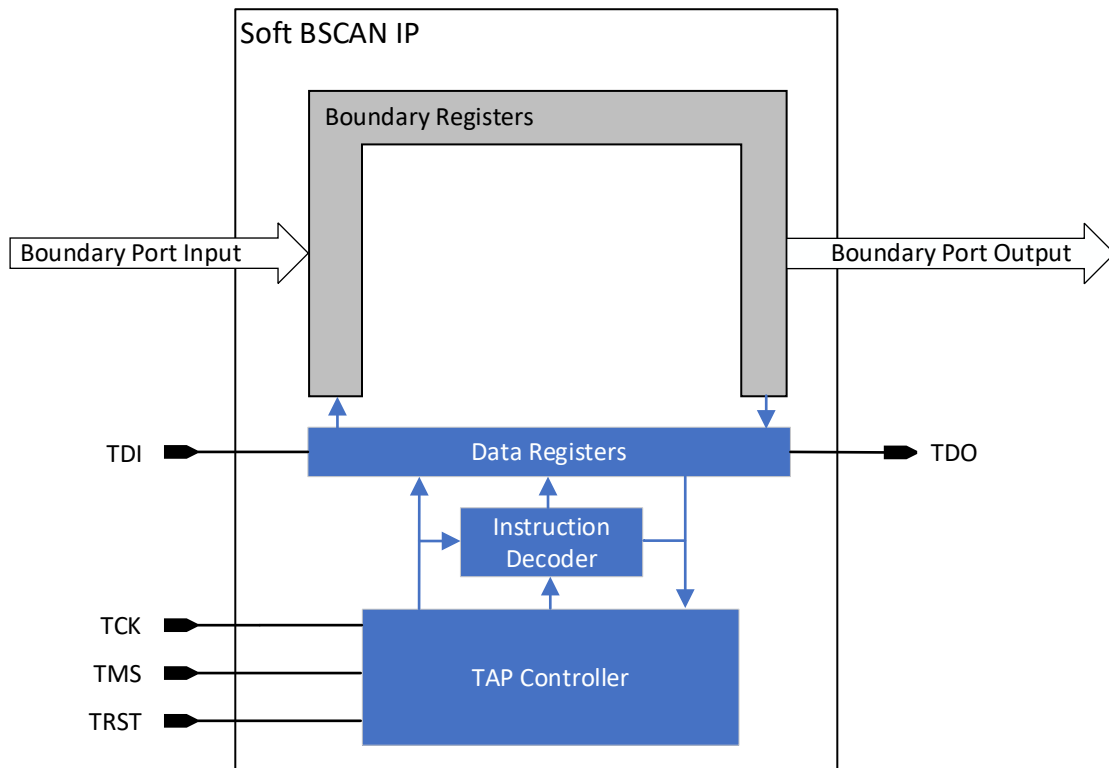 Soft BSCAN IP
Boundary Registers
Boundary Port Input
Boundary Port Output
TDI
Data Registers
TDO
Instruction
Decoder
TCK
TMS
TAP Controller
TRST